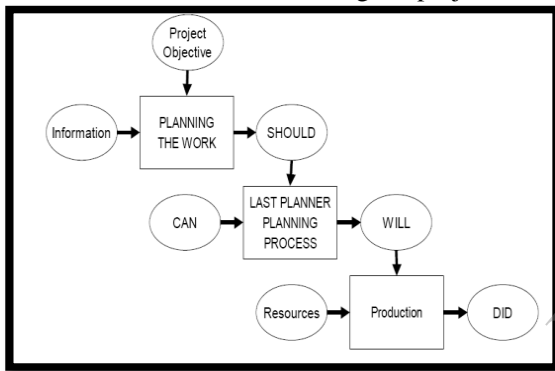 Project
Objective
Information
PLANNING
THE WORK
SHOULD
CAN
LAST PLANNER
PLANNING
PROCESS
WILL
Resources
Production
DID